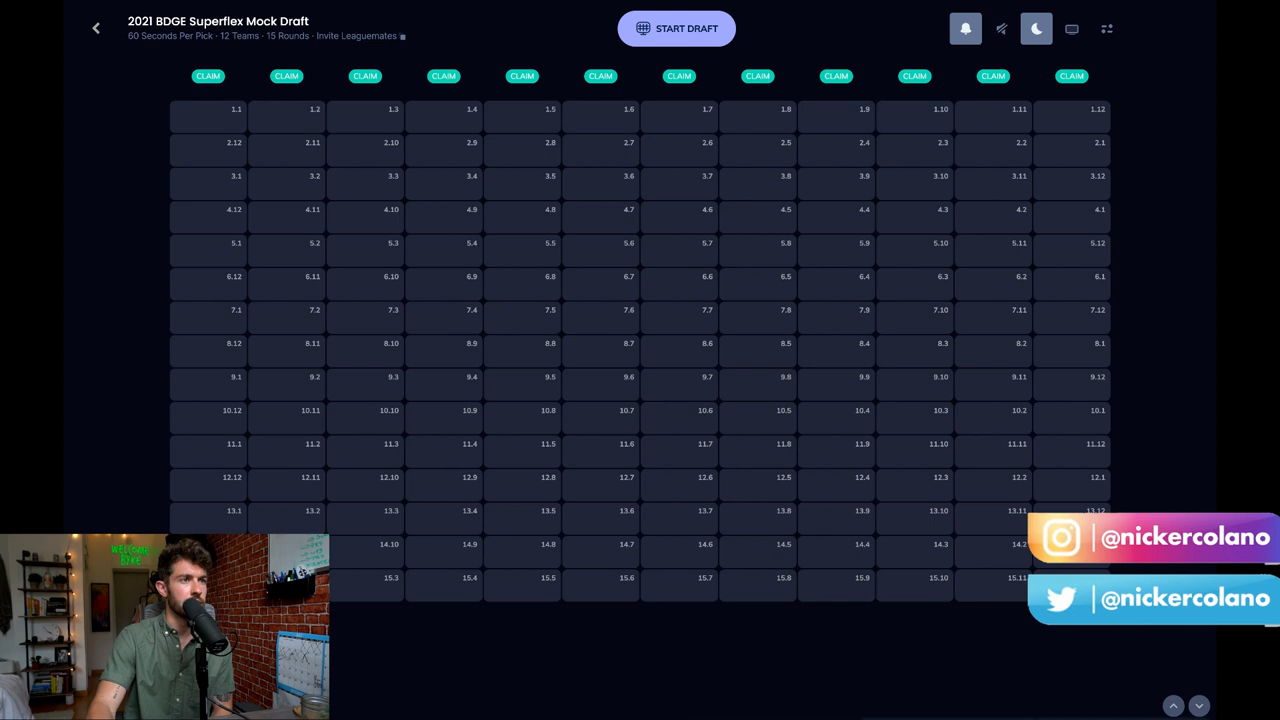 2021 BDGE Superflex Mock Draft
60 Seconds Per Pick · 12 Teams · 15 Rounds · Invite Leaguemates
START DRAFT
CLAIM CLAIM CLAIM CLAIM CLAIM CLAIM CLAIM CLAIM CLAIM CLAIM CLAIM CLAIM
1.1 1.2 1.3 1.4 1.5 1.6 1.7 1.8 1.9 1.10 1.11 1.12
2.12 2.11 2.10 2.9 2.8 2.7 2.6 2.5 2.4 2.3 2.2 2.1
3.1 3.2 3.3 3.4 3.5 3.6 3.7 3.8 3.9 3.10 3.11 3.12
4.12 4.11 4.10 4.9 4.8 4.7 4.6 4.5 4.4 4.3 4.2 4.1
5.1 5.2 5.3 5.4 5.5 5.6 5.7 5.8 5.9 5.10 5.11 5.12
6.12 6.11 6.10 6.9 6.8 6.7 6.6 6.5 6.4 6.3 6.2 6.1
7.1 7.2 7.3 7.4 7.5 7.6 7.7 7.8 7.9 7.10 7.11 7.12
8.12 8.11 8.10 8.9 8.8 8.7 8.6 8.5 8.4 8.3 8.2 8.1
9.1 9.2 9.3 9.4 9.5 9.6 9.7 9.8 9.9 9.10 9.11 9.12
10.12 10.11 10.10 10.9 10.8 10.7 10.6 10.5 10.4 10.3 10.2 10.1
11.1 11.2 11.3 11.4 11.5 11.6 11.7 11.8 11.9 11.10 11.11 11.12
12.12 12.11 12.10 12.9 12.8 12.7 12.6 12.5 12.4 12.3 12.2 12.1
13.1 13.2 13.3 13.4 13.5 13.6 13.7 13.8 13.9 13.10 13.11 13.12
14.10 14.9 14.8 14.7 14.6 14.5 14.4 14.3 14.2
15.3 15.4 15.5 15.6 15.7 15.8 15.9 15.10 15.11
@nickercolano
@nickercolano
WELCOME